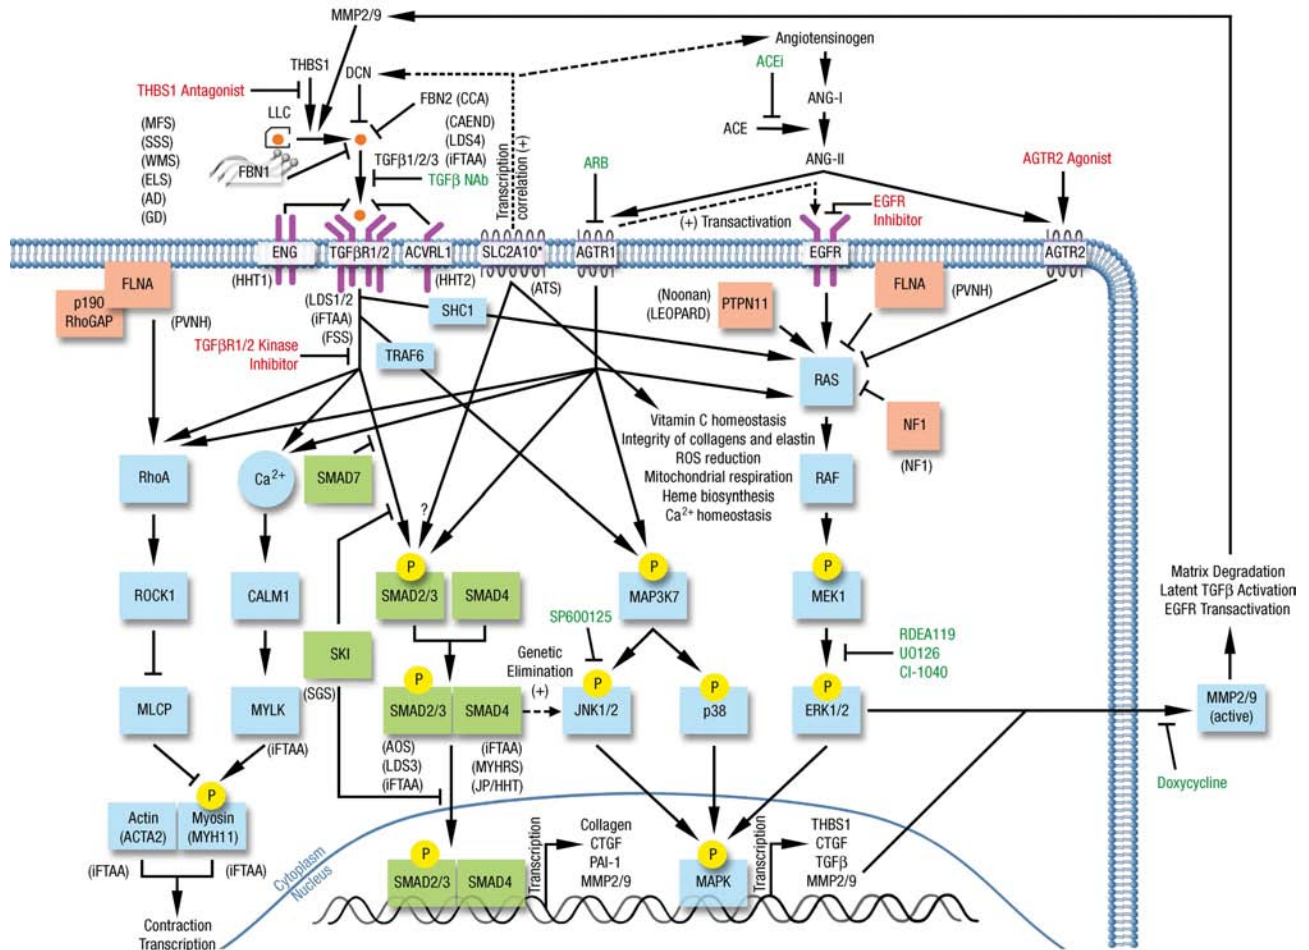 MMP2/9
Angiotensinogen
ACEi
THBS1
DCN
THBS1 Antagonist
FBN2 (CCA)
ANG-I
LLC
(MFS)
(SSS)
(WMS)
(ELS)
(AD)
(GD)
FBN1
(CAEND)
(LDS4)
(iFTAA)
TGFβ1/2/3
TGFβ NAb
Transcription
correlation (+)
ACE
ANG-II
ARB
AGTR2 Agonist
(+) Transactivation
EGFR
Inhibitor
ENG
TGFβR1/2
ACVRL1
SLC2A10*
AGTR1
EGFR
AGTR2
(HHT1)
(HHT2)
(ATS)
FLNA
p190
RhoGAP
(PVNH)
(LDS1/2
(iFTAA)
(FSS)
SHC1
(Noonan)
(LEOPARD)
PTPN11
FLNA
(PVNH)
TGFβR1/2 Kinase
Inhibitor
TRAF6
RAS
NF1
(NF1)
Vitamin C homeostasis
Integrity of collagens and elastin
ROS reduction
Mitochondrial respiration
Heme biosynthesis
Ca2+ homeostasis
RhoA
Ca2+
SMAD7
RAF
?
P
P
P
ROCK1
CALM1
SMAD2/3
SMAD4
MAP3K7
MEK1
Matrix Degradation
Latent TGFβ Activation
EGFR Transactivation
SP600125
RDEA119
UO126
CI-1040
SKI
(SGS)
Genetic
Elimination
(+)
P
P
P
P
MLCP
MYLK
(iFTAA)
SMAD2/3
SMAD4
JNK1/2
p38
ERK1/2
MMP2/9
(active)
(AOS)
(LDS3)
(iFTAA)
(iFTAA)
(MYHRS)
(JP/HHT)
Doxycycline
P
Actin
(ACTA2)
Myosin
(MYH11)
(iFTAA)
(iFTAA)
Cytoplasm
Nucleus
P
SMAD2/3
SMAD4
Transcription
Collagen
CTGF
PAI-1
MMP2/9
P
MAPK
Transcription
THBS1
CTGF
TGFβ
MMP2/9
Contraction
Transcription